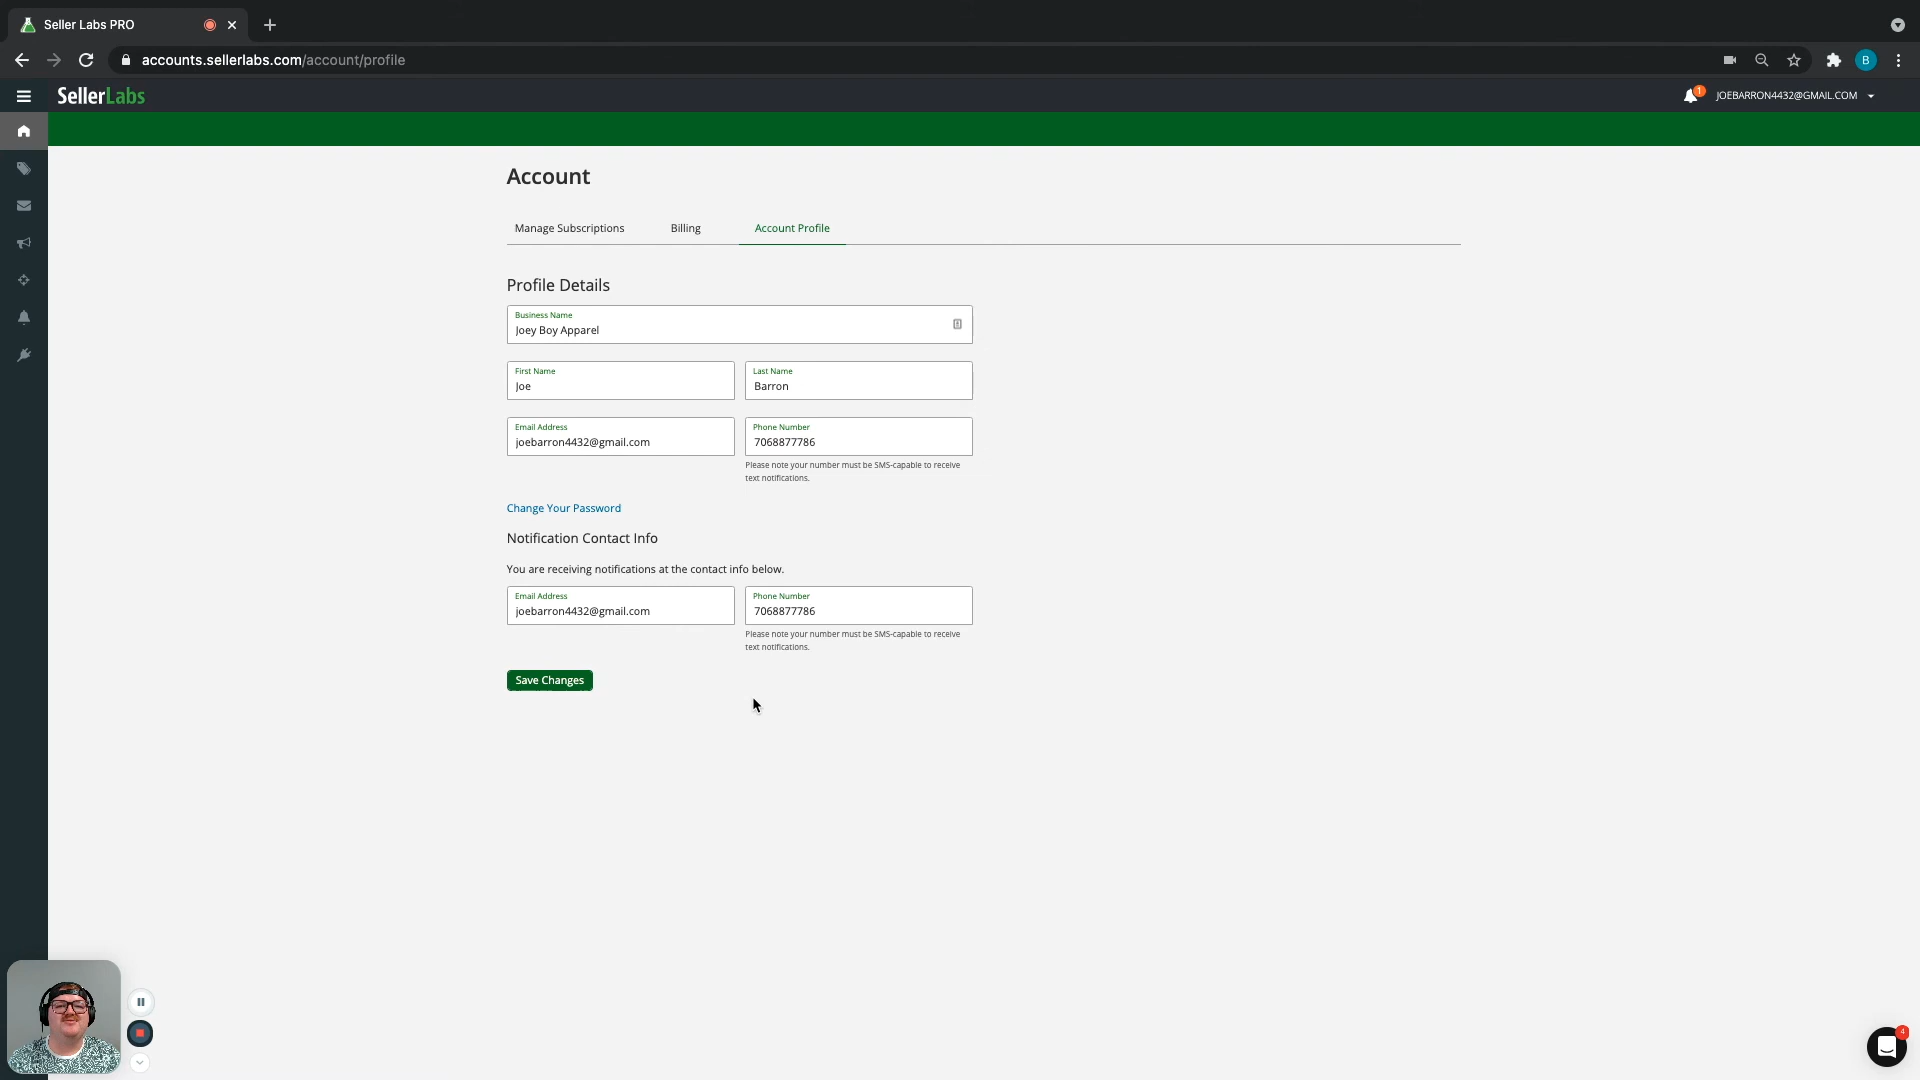 Seller Labs PRO
accounts.sellerlabs.com/account/profile
B
SellerLabs
1
JOEBARRON4432@GMAIL.COM
Account
Manage Subscriptions
Billing
Account Profile
Profile Details
Business Name
Joey Boy Apparel
First Name
Joe
Last Name
Barron
Email Address
joebarron4432@gmail.com
Phone Number
7068877786
Please note your number must be SMS-capable to receive
text notifications.
Change Your Password
Notification Contact Info
You are receiving notifications at the contact info below.
Email Address
joebarron4432@gmail.com
Phone Number
7068877786
Please note your number must be SMS-capable to receive
text notifications.
Save Changes
4